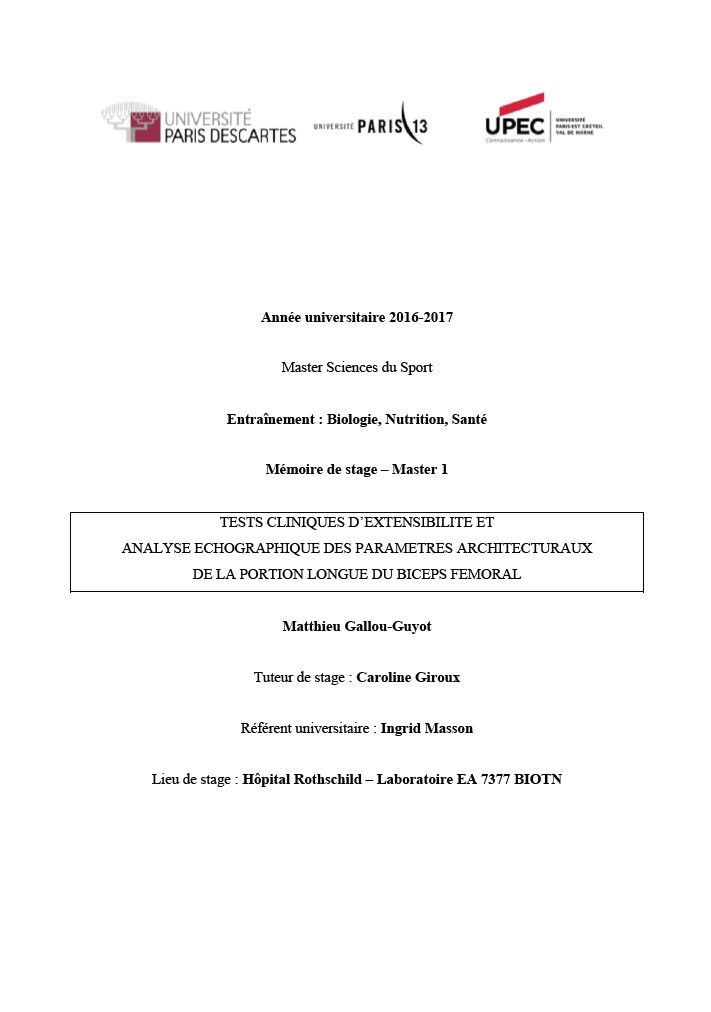 UNIVERSITÉ
PARIS DESCARTES
UNIVERSITÉ PARIS 13
UPEC
Connaissance - Action
UNIVERSITÉ
PARIS-EST CRÉTEIL
VAL DE MARNE
Année universitaire 2016-2017
Master Sciences du Sport
Entraînement : Biologie, Nutrition, Santé
Mémoire de stage – Master 1
TESTS CLINIQUES D’EXTENSIBILITE ET
ANALYSE ECHOGRAPHIQUE DES PARAMETRES ARCHITECTURAUX
DE LA PORTION LONGUE DU BICEPS FEMORAL
Matthieu Gallou-Guyot
Tuteur de stage : Caroline Giroux
Référent universitaire : Ingrid Masson
Lieu de stage : Hôpital Rothschild – Laboratoire EA 7377 BIOTN